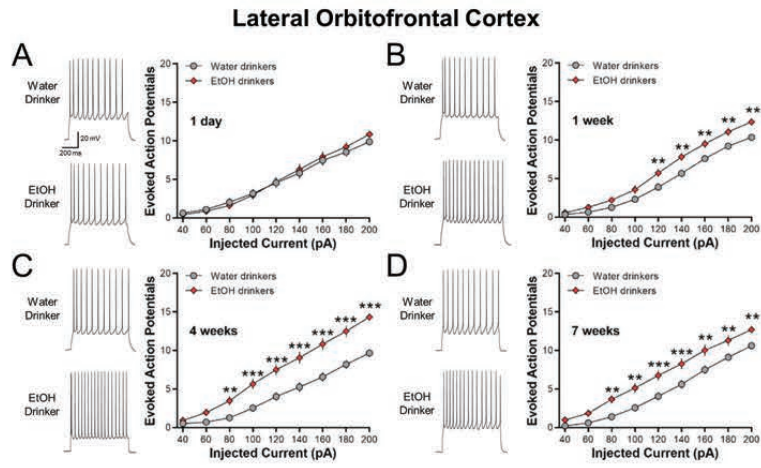 Lateral Orbitofrontal Cortex
A
Water
Drinker
20 mV
200 ms
EtOH
Drinker
Evoked Action Potentials
20
15
10
5
0
Water drinkers
EtOH drinkers
1 day
40 60 80 100 120 140 160 180 200
Injected Current (pA)
B
Water
Drinker
EtOH
Drinker
Evoked Action Potentials
20
15
10
5
0
Water drinkers
EtOH drinkers
1 week
** ** ** ** **
40 60 80 100 120 140 160 180 200
Injected Current (pA)
C
Water
Drinker
EtOH
Drinker
Evoked Action Potentials
20
15
10
5
0
Water drinkers
EtOH drinkers
4 weeks
** *** *** *** *** *** ***
40 60 80 100 120 140 160 180 200
Injected Current (pA)
D
Water
Drinker
EtOH
Drinker
Evoked Action Potentials
20
15
10
5
0
Water drinkers
EtOH drinkers
7 weeks
** ** *** *** ** ** **
40 60 80 100 120 140 160 180 200
Injected Current (pA)